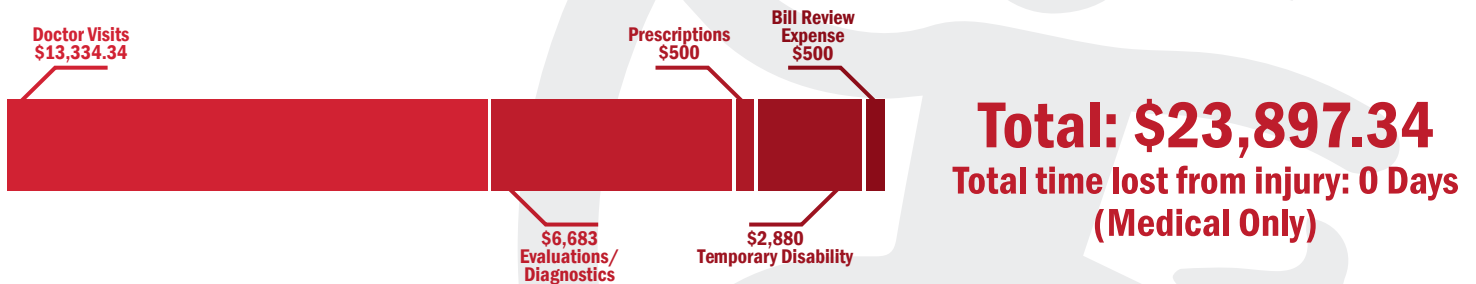 Doctor Visits
$13,334.34
Prescriptions
$500
Bill Review
Expense
$500
$6,683
Evaluations/
Diagnostics
$2,880
Temporary Disability
Total: $23,897.34
Total time lost from injury: 0 Days
(Medical Only)